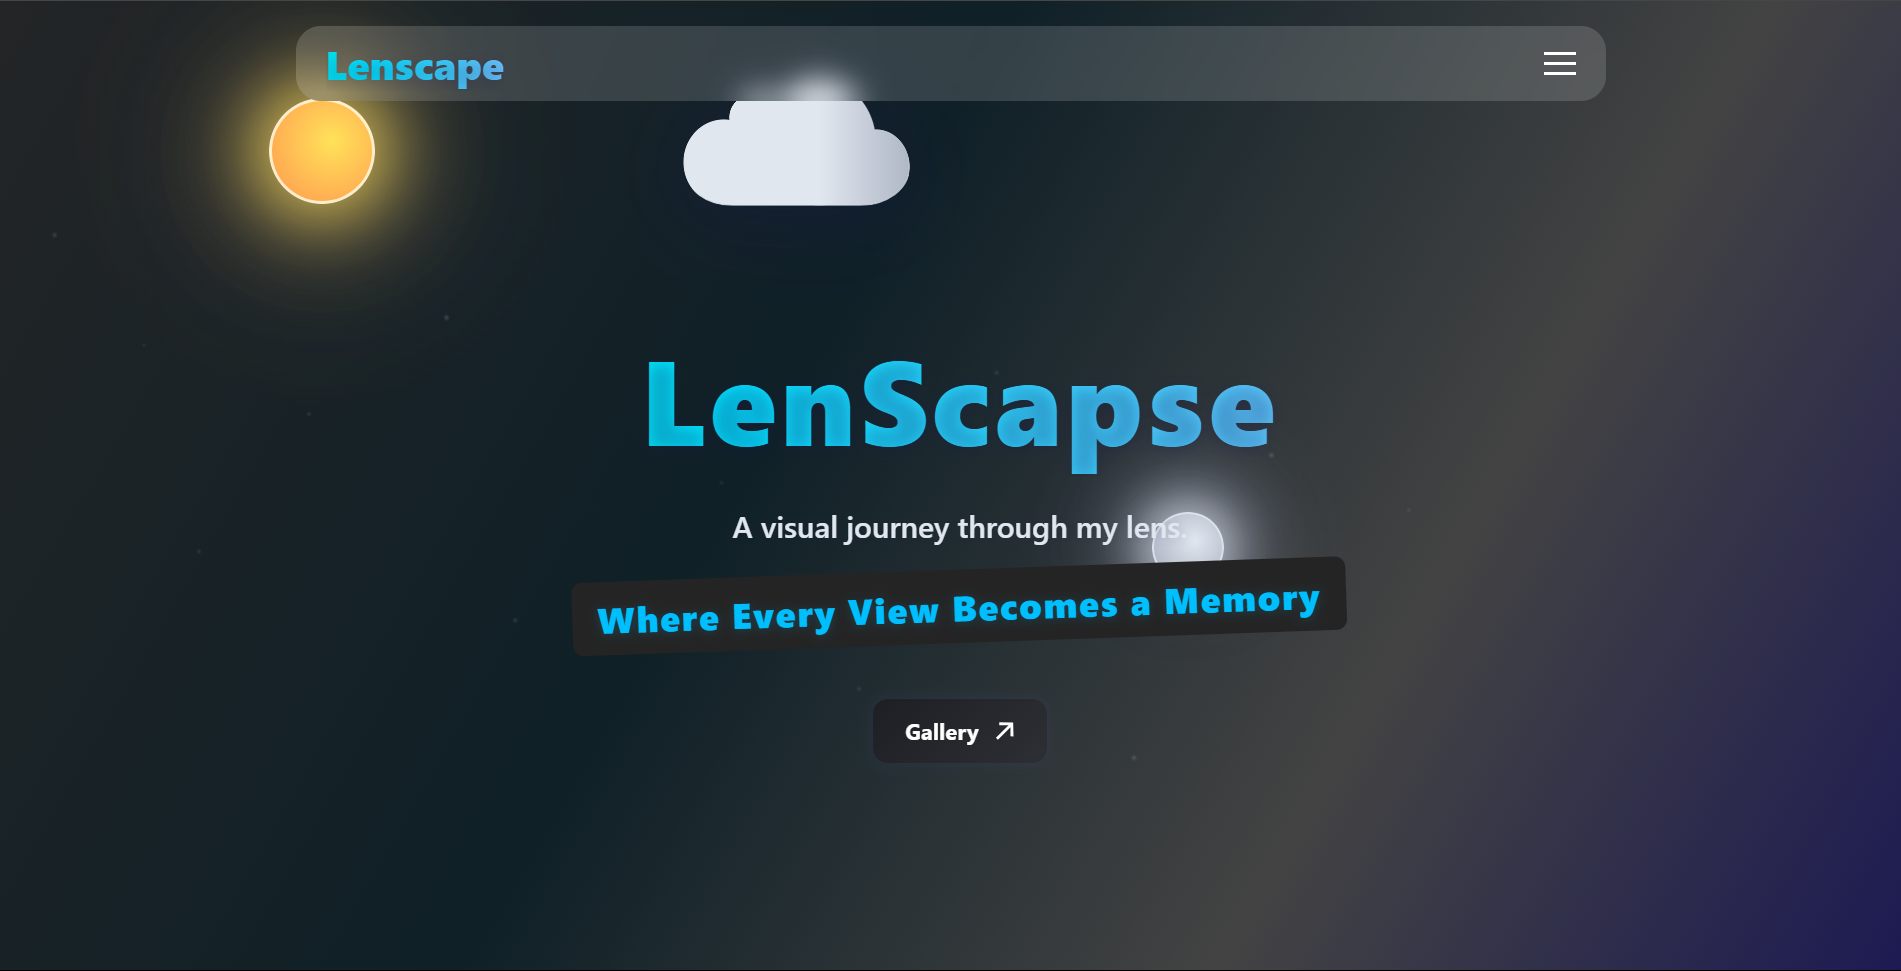 Lenscape
LenScapse
A visual journey through my lens.
Where Every View Becomes a Memory
Gallery